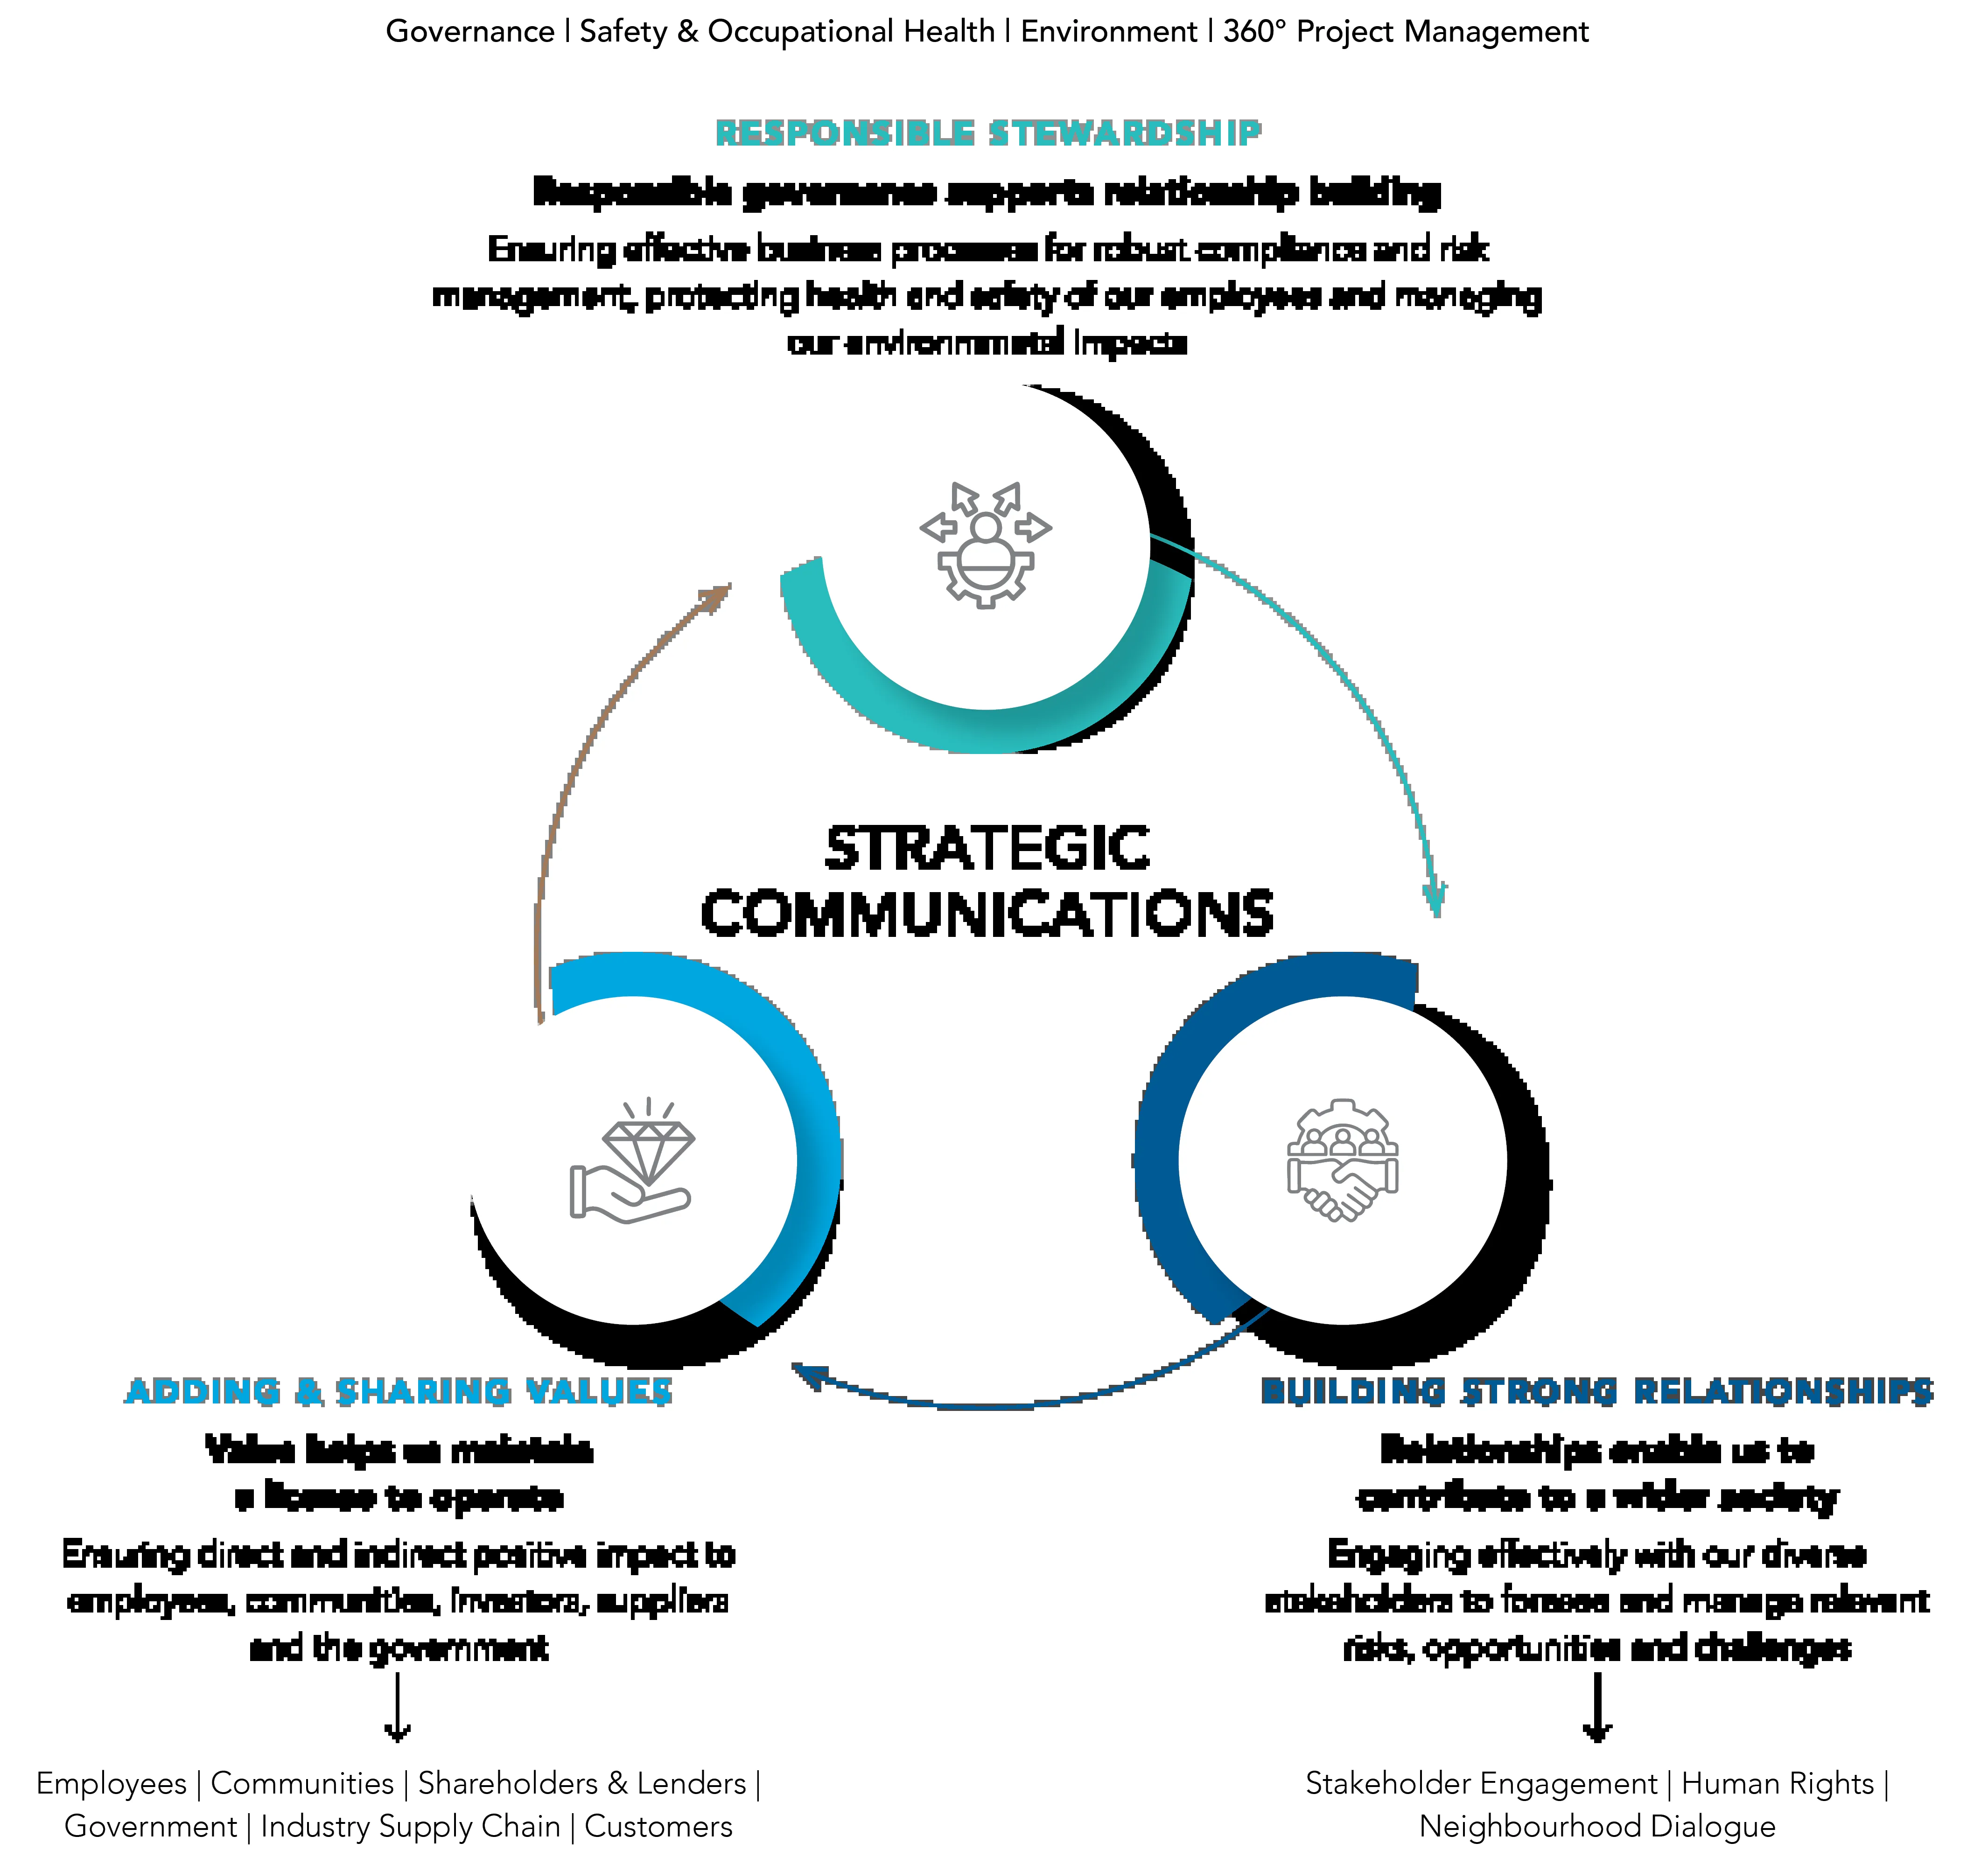 Governance | Safety & Occupational Health | Environment | 360° Project Management
RESPONSIBLE STEWARDSHIP
Responsible governance supports relationship building
Ensuring effective business processes for robust compliance and risk
management, protecting health and safety of our employees and managing
our environmental impacts
STRATEGIC
COMMUNICATIONS
ADDING & SHARING VALUES
Value helps us maintain
a license to operate
Ensuring direct and indirect positive impact to
employees, communities, investors, suppliers
and the government
Employees | Communities | Shareholders & Lenders |
Government | Industry Supply Chain | Customers
BUILDING STRONG RELATIONSHIPS
Relationships enable us to
contribute to a wider society
Engaging effectively with our diverse
stakeholders to foresee and manage relevant
risks, opportunities and challenges
Stakeholder Engagement | Human Rights |
Neighbourhood Dialogue